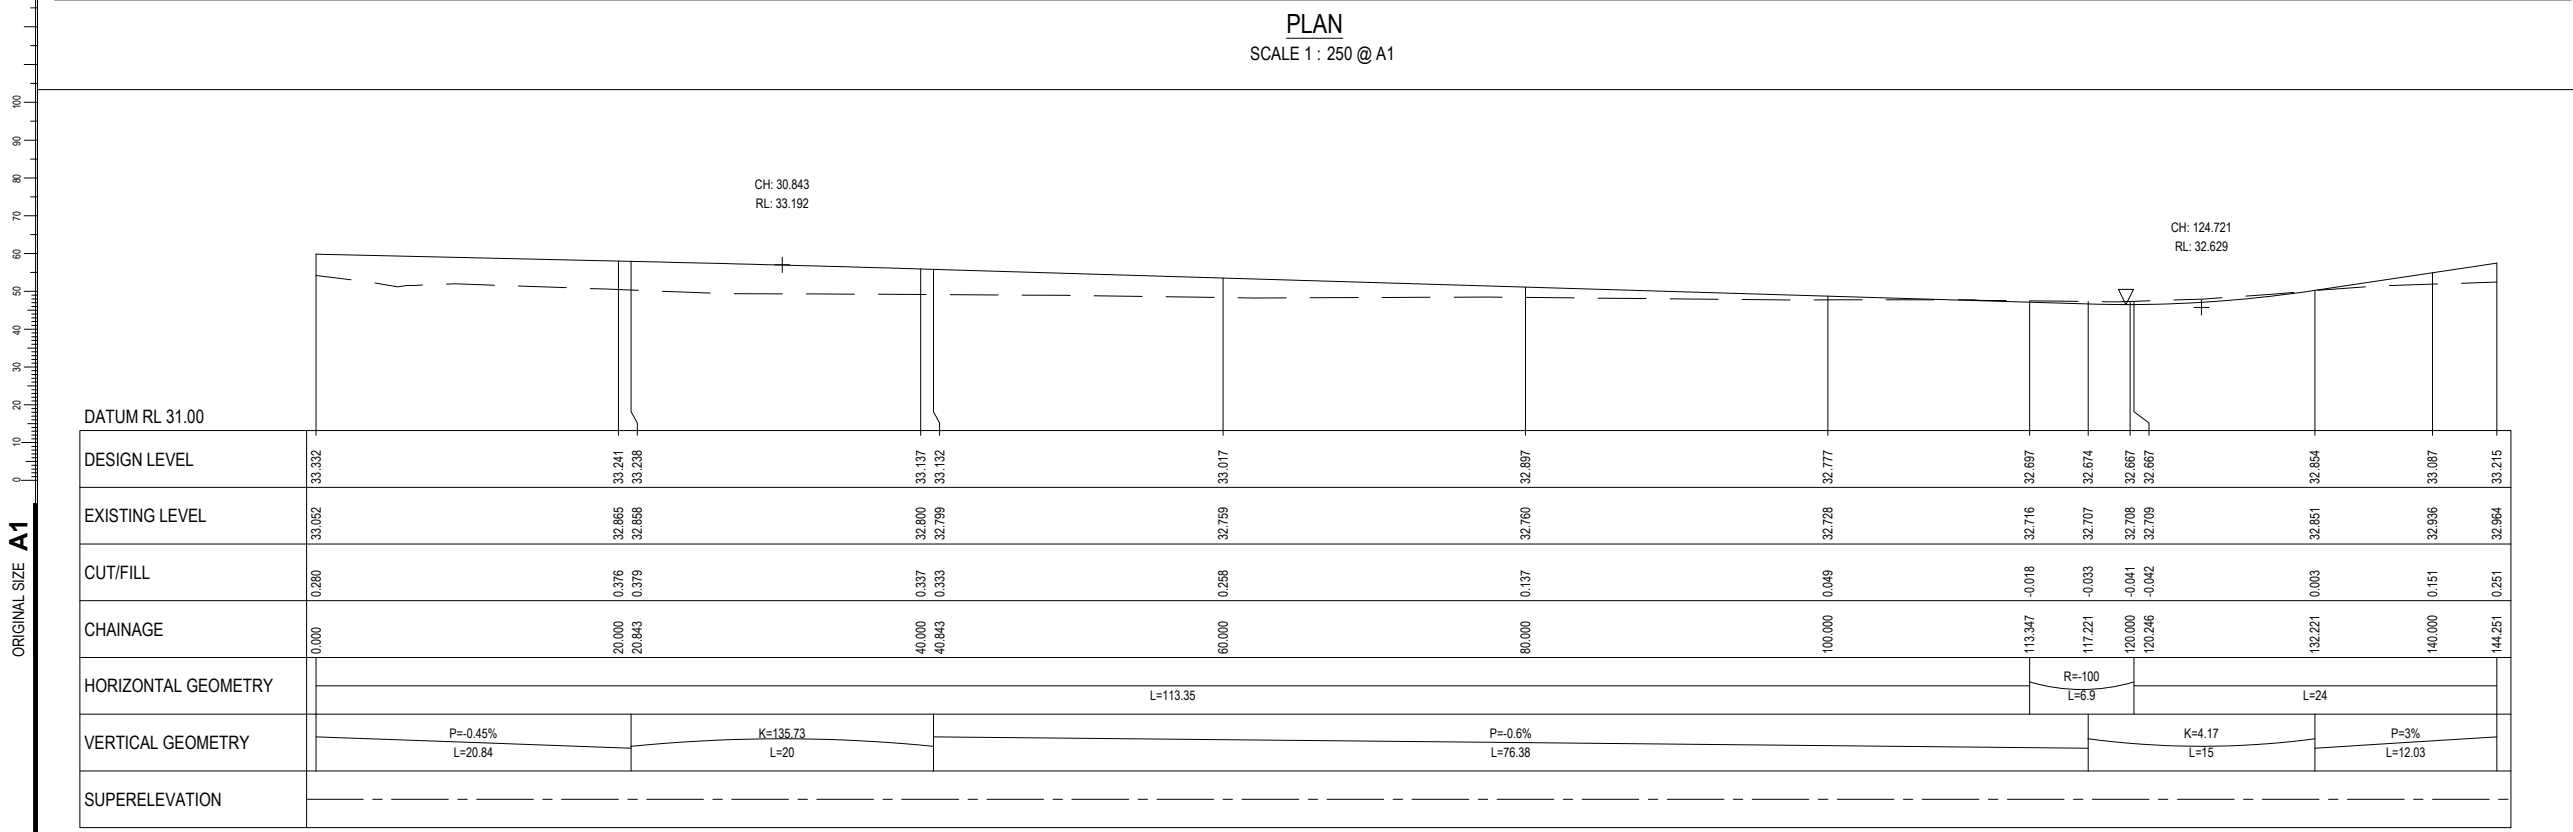 PLAN
SCALE 1 : 250 @ A1
100
90
80
70
60
50
40
30
20
10
0
ORIGINAL SIZE A1
CH: 30.843
RL: 33.192
CH: 124.721
RL: 32.629
DATUM RL 31.00
DESIGN LEVEL 33.332 33.241 33.238 33.137 33.132 33.017 32.897 32.777 32.697 32.674 32.667 32.667 32.854 33.087 33.215
EXISTING LEVEL 33.052 32.865 32.858 32.800 32.799 32.759 32.760 32.728 32.716 32.707 32.708 32.709 32.851 32.936 32.964
CUT/FILL 0.280 0.376 0.379 0.337 0.333 0.258 0.137 0.049 -0.018 -0.033 -0.041 -0.042 0.003 0.151 0.251
CHAINAGE 0.000 20.000 20.843 40.000 40.843 60.000 80.000 100.000 113.347 117.221 120.000 120.246 132.221 140.000 144.251
HORIZONTAL GEOMETRY
R=-100
L=113.35 L=6.9 L=24
VERTICAL GEOMETRY
P=-0.45% K=135.73 P=-0.6% K=4.17 P=3%
L=20.84 L=20 L=76.38 L=15 L=12.03
SUPERELEVATION